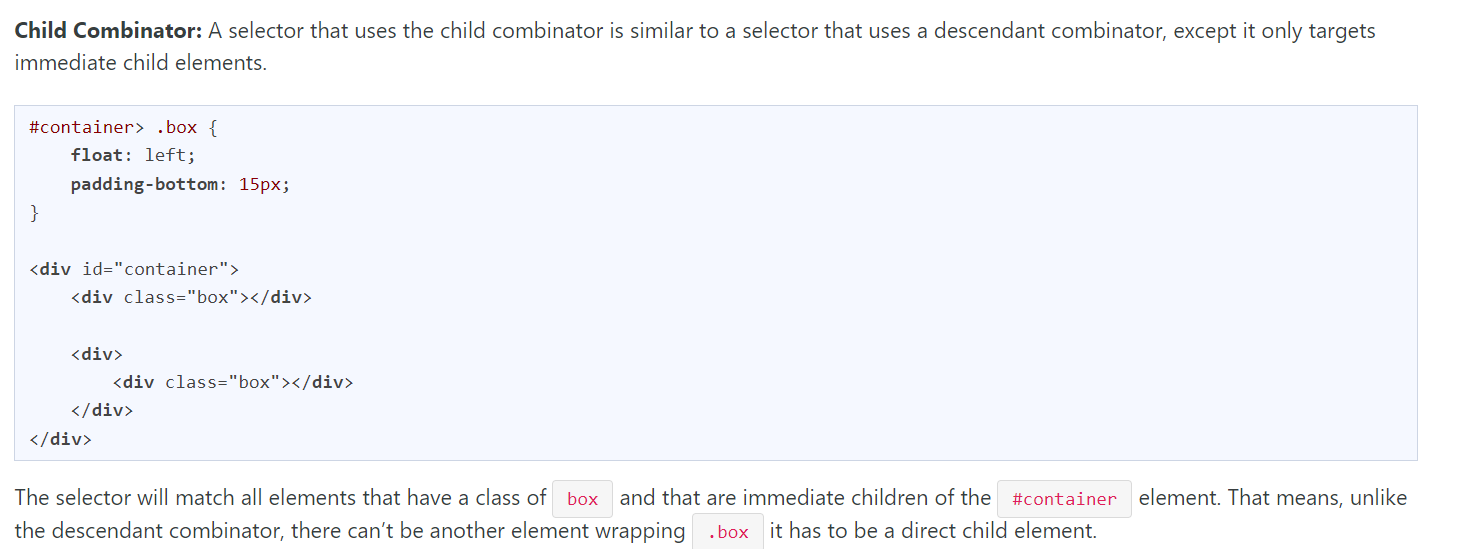 Child Combinator: A selector that uses the child combinator is similar to a selector that uses a descendant combinator, except it only targets
immediate child elements.
#container> .box {
    float: left;
    padding-bottom: 15px;
}
<div id="container">
    <div class="box"></div>
    <div>
        <div class="box"></div>
    </div>
</div>
The selector will match all elements that have a class of box and that are immediate children of the #container element. That means, unlike
the descendant combinator, there can’t be another element wrapping .box it has to be a direct child element.